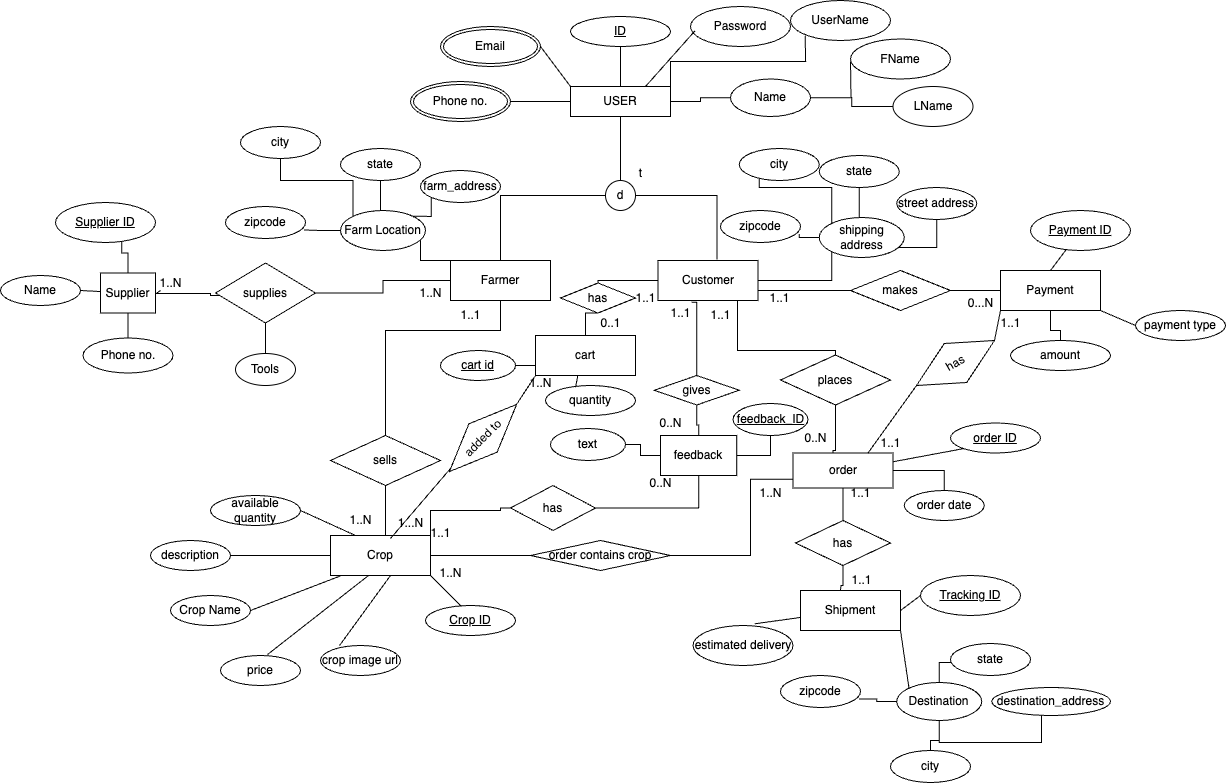 UserName
Password
ID
Email
FName
USER
Phone no.
Name
LName
city
state
t
city
state
farm_address
d
street address
Supplier ID
zipcode
Farm Location
zipcode
shipping
address
Payment ID
Name
Supplier
1..N
supplies
1..N
Farmer
has
1..1
Customer
1..1
makes
0...N
Payment
1..1
0..1
1..1
1..1
1..1
payment type
Phone no.
Tools
cart id
cart
amount
has
1..N
quantity
gives
places
added to
text
0..N
feedback_ID
0..N
1..1
order ID
sells
feedback
order
0..N
1..N
1..1
order date
available
quantity
1..N
1...N
1..1
has
description
Crop
order contains crop
has
1..N
1..1
Crop Name
Crop ID
Shipment
Tracking ID
price
crop image url
estimated delivery
state
zipcode
Destination
destination_address
city